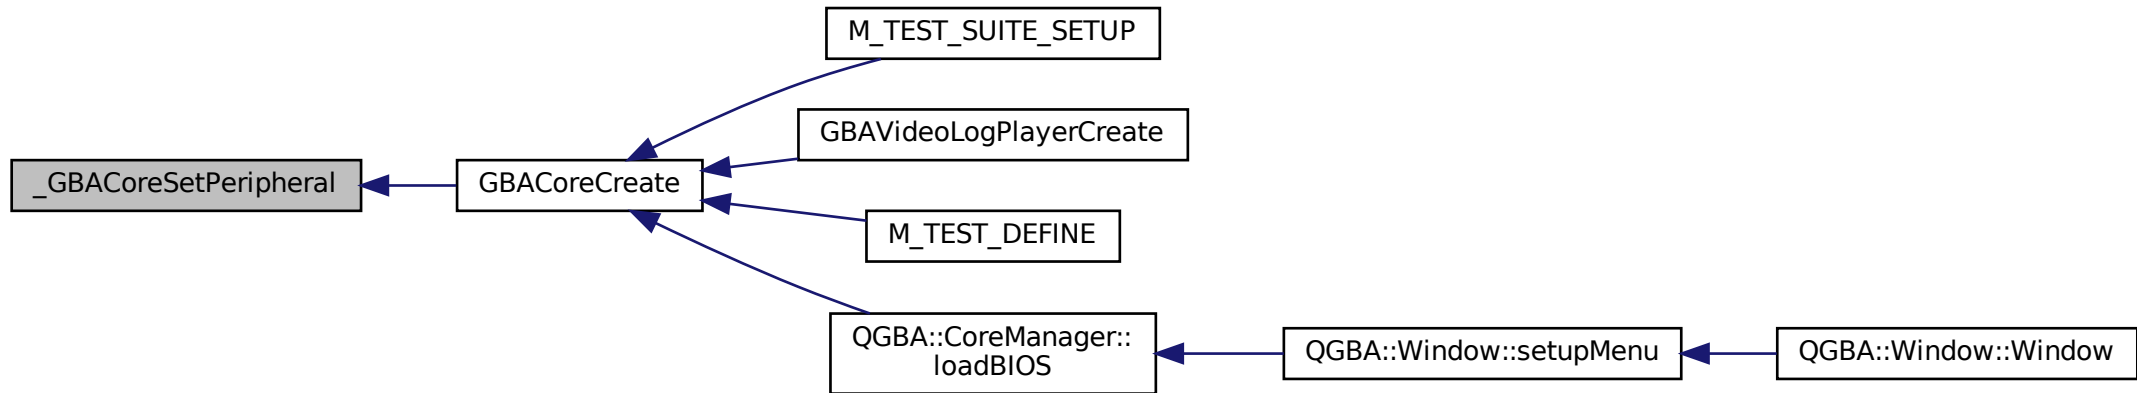 M_TEST_SUITE_SETUP
GBAVideoLogPlayerCreate
_GBACoreSetPeripheral
GBACoreCreate
M_TEST_DEFINE
QGBA::CoreManager::
loadBIOS
QGBA::Window::setupMenu
QGBA::Window::Window